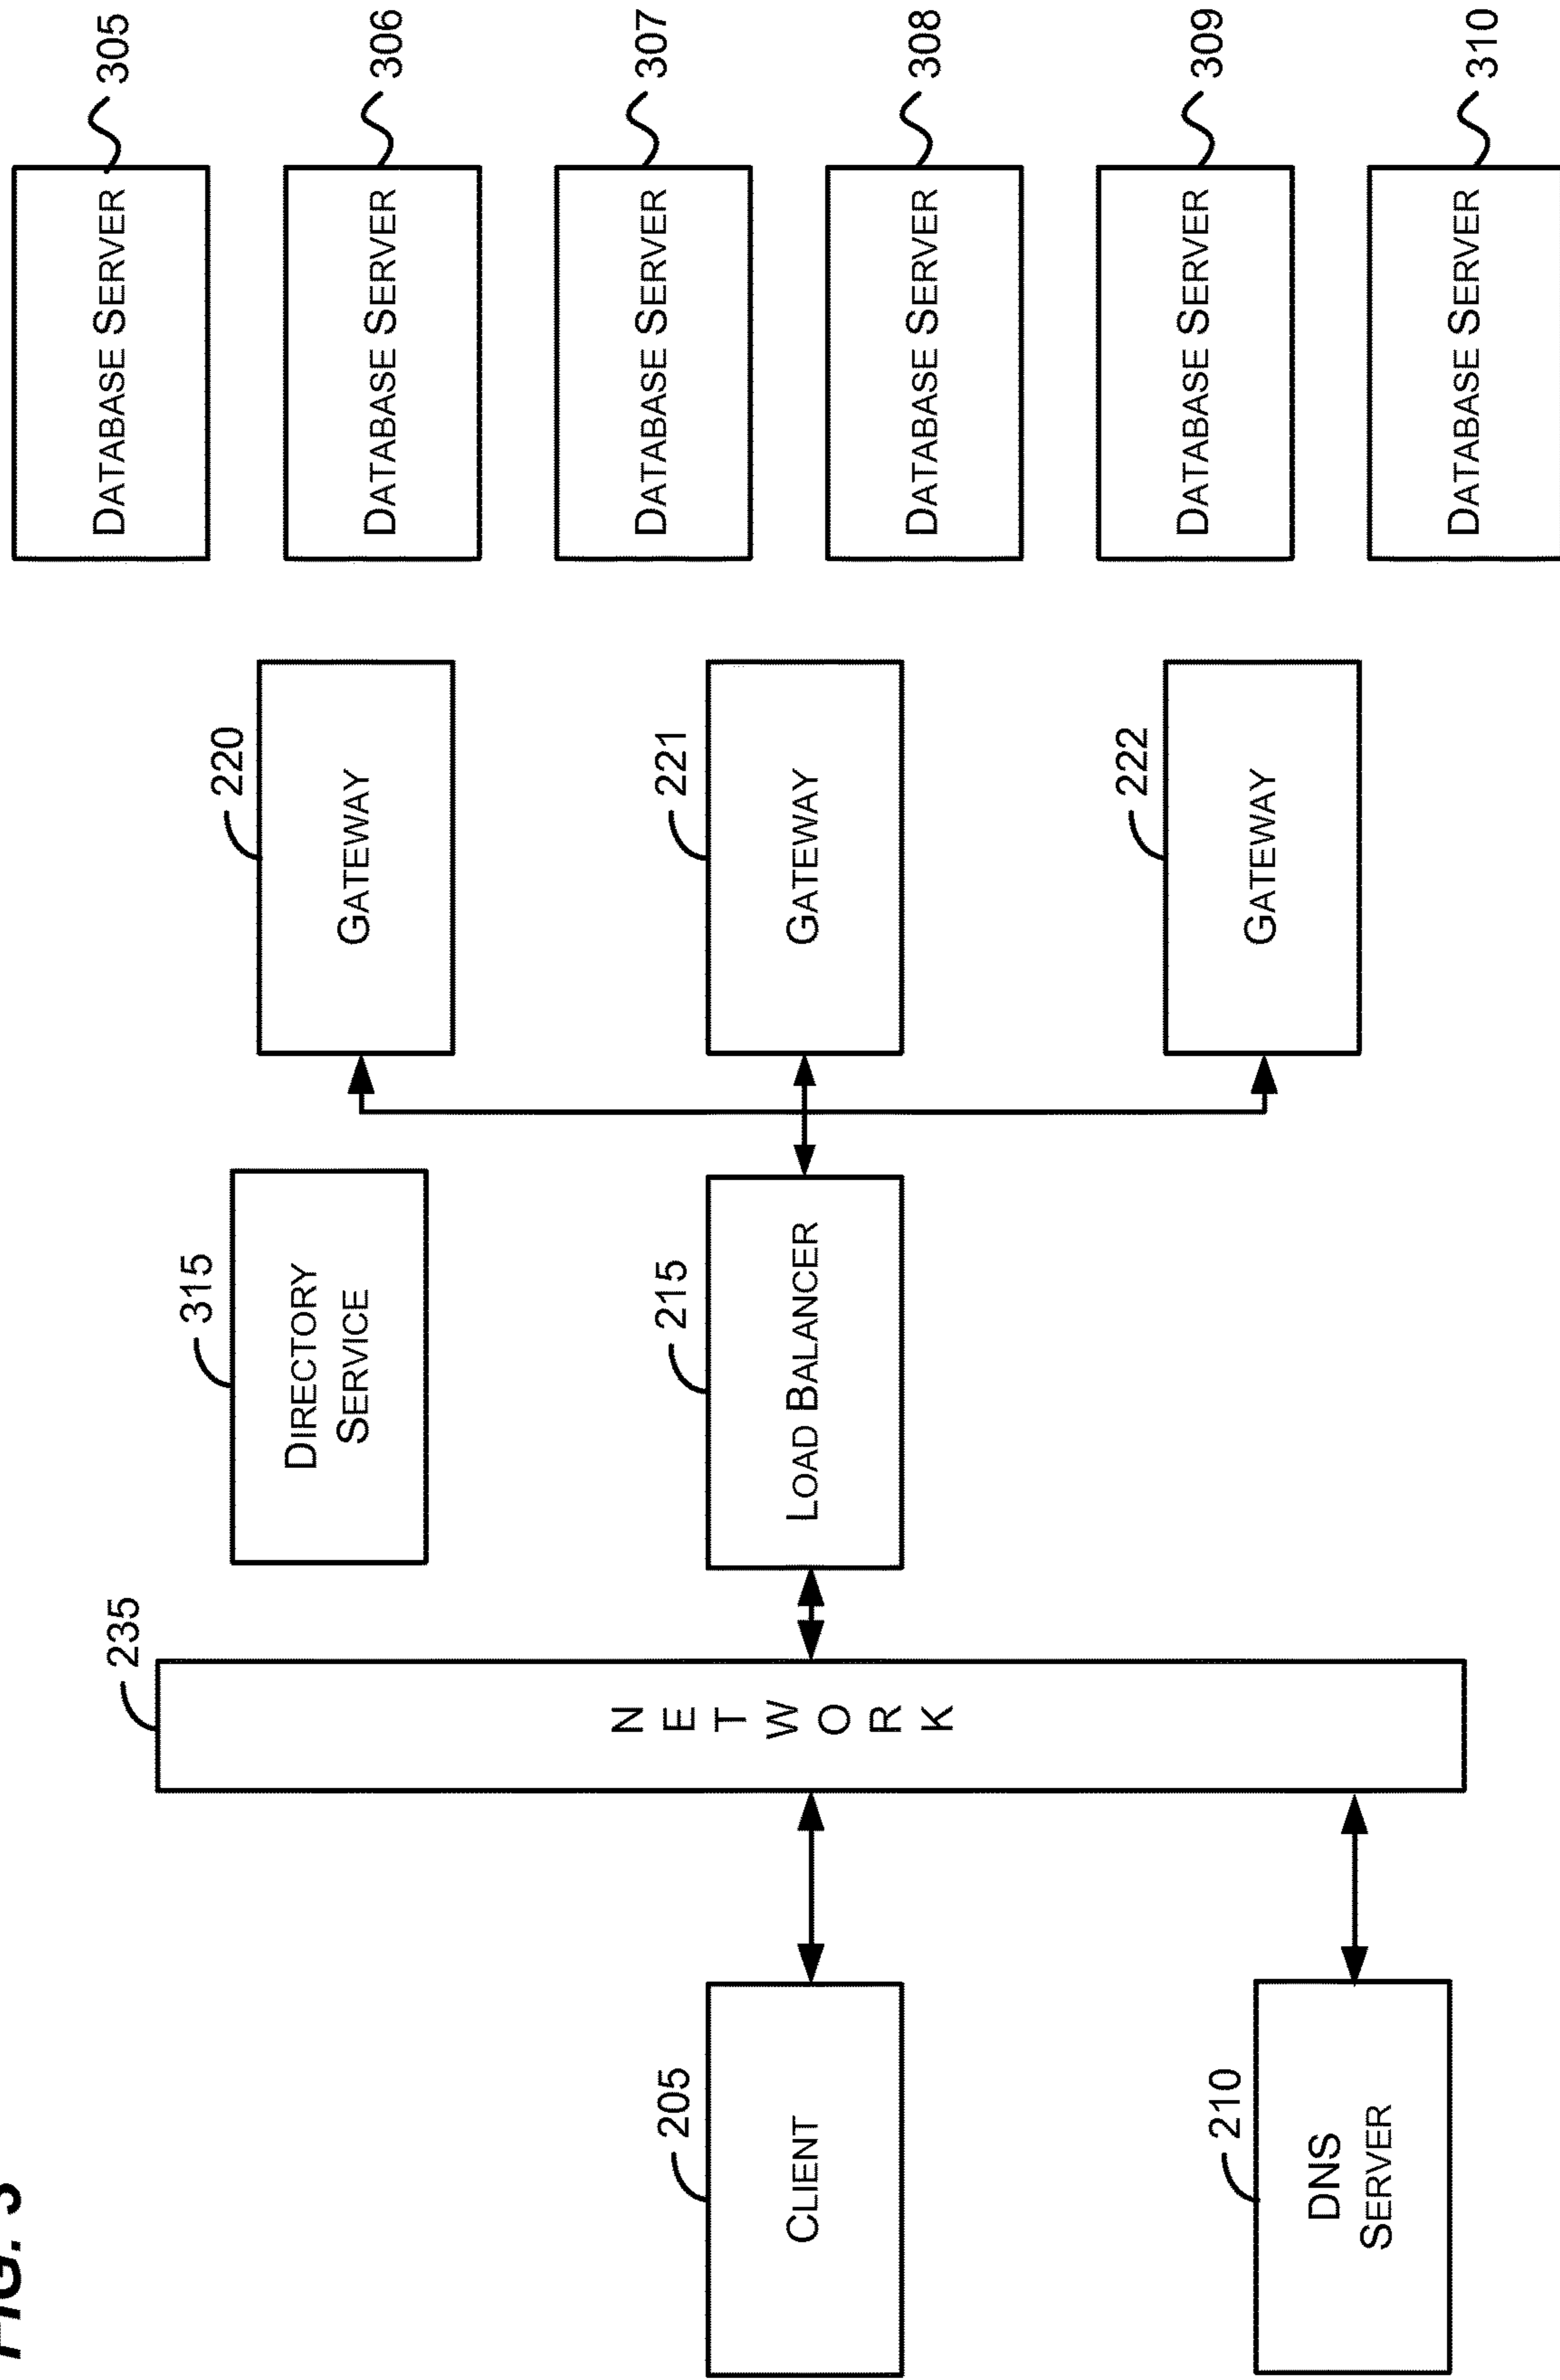 FIG. 3
205
CLIENT
210
DNS
SERVER
235
N
E
T
W
O
R
K
315
DIRECTORY
SERVICE
215
LOAD BALANCER
220
GATEWAY
221
GATEWAY
222
GATEWAY
DATABASE SERVER
305
DATABASE SERVER
306
DATABASE SERVER
307
DATABASE SERVER
308
DATABASE SERVER
309
DATABASE SERVER
310